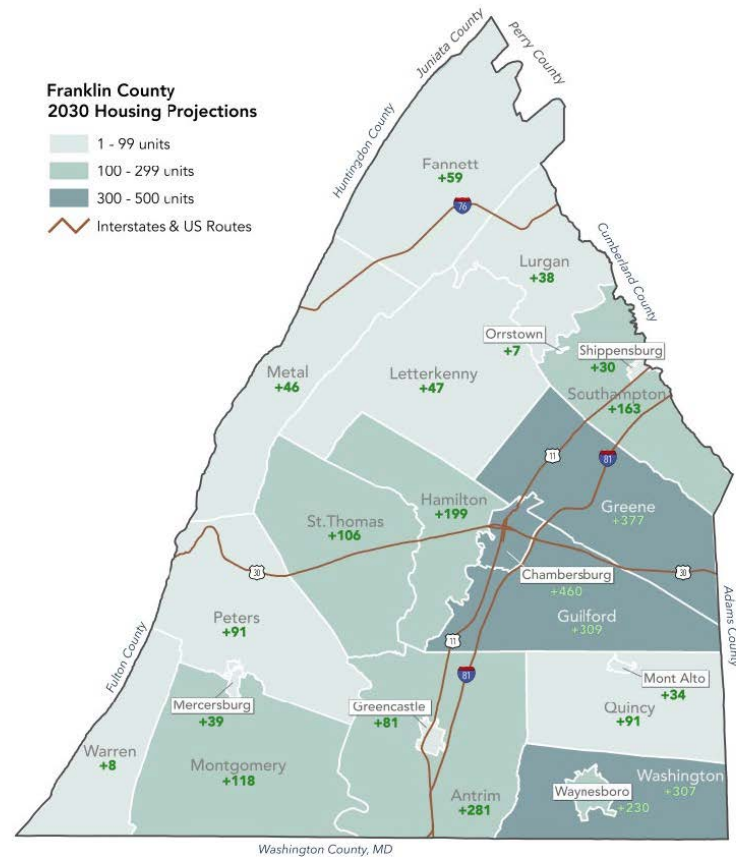 Juniata County
Perry County
Franklin County
2030 Housing Projections
1 - 99 units
100 - 299 units
300 - 500 units
Interstates & US Routes
Huntingdon County
Fannett
+59
76
Cumberland County
Lurgan
+38
Orrstown
+7
Shippensburg
+30
Metal
+46
Letterkenny
+47
Southampton
+163
11
81
Hamilton
+199
Greene
+377
St.Thomas
+106
Chambersburg
+460
30
30
Adams County
Peters
+91
Guilford
+309
11
81
Fulton County
Mont Alto
+34
Mercersburg
+39
Greencastle
+81
Quincy
+91
Warren
+8
Montgomery
+118
Washington
+307
Waynesboro
+230
Antrim
+281
Washington County, MD